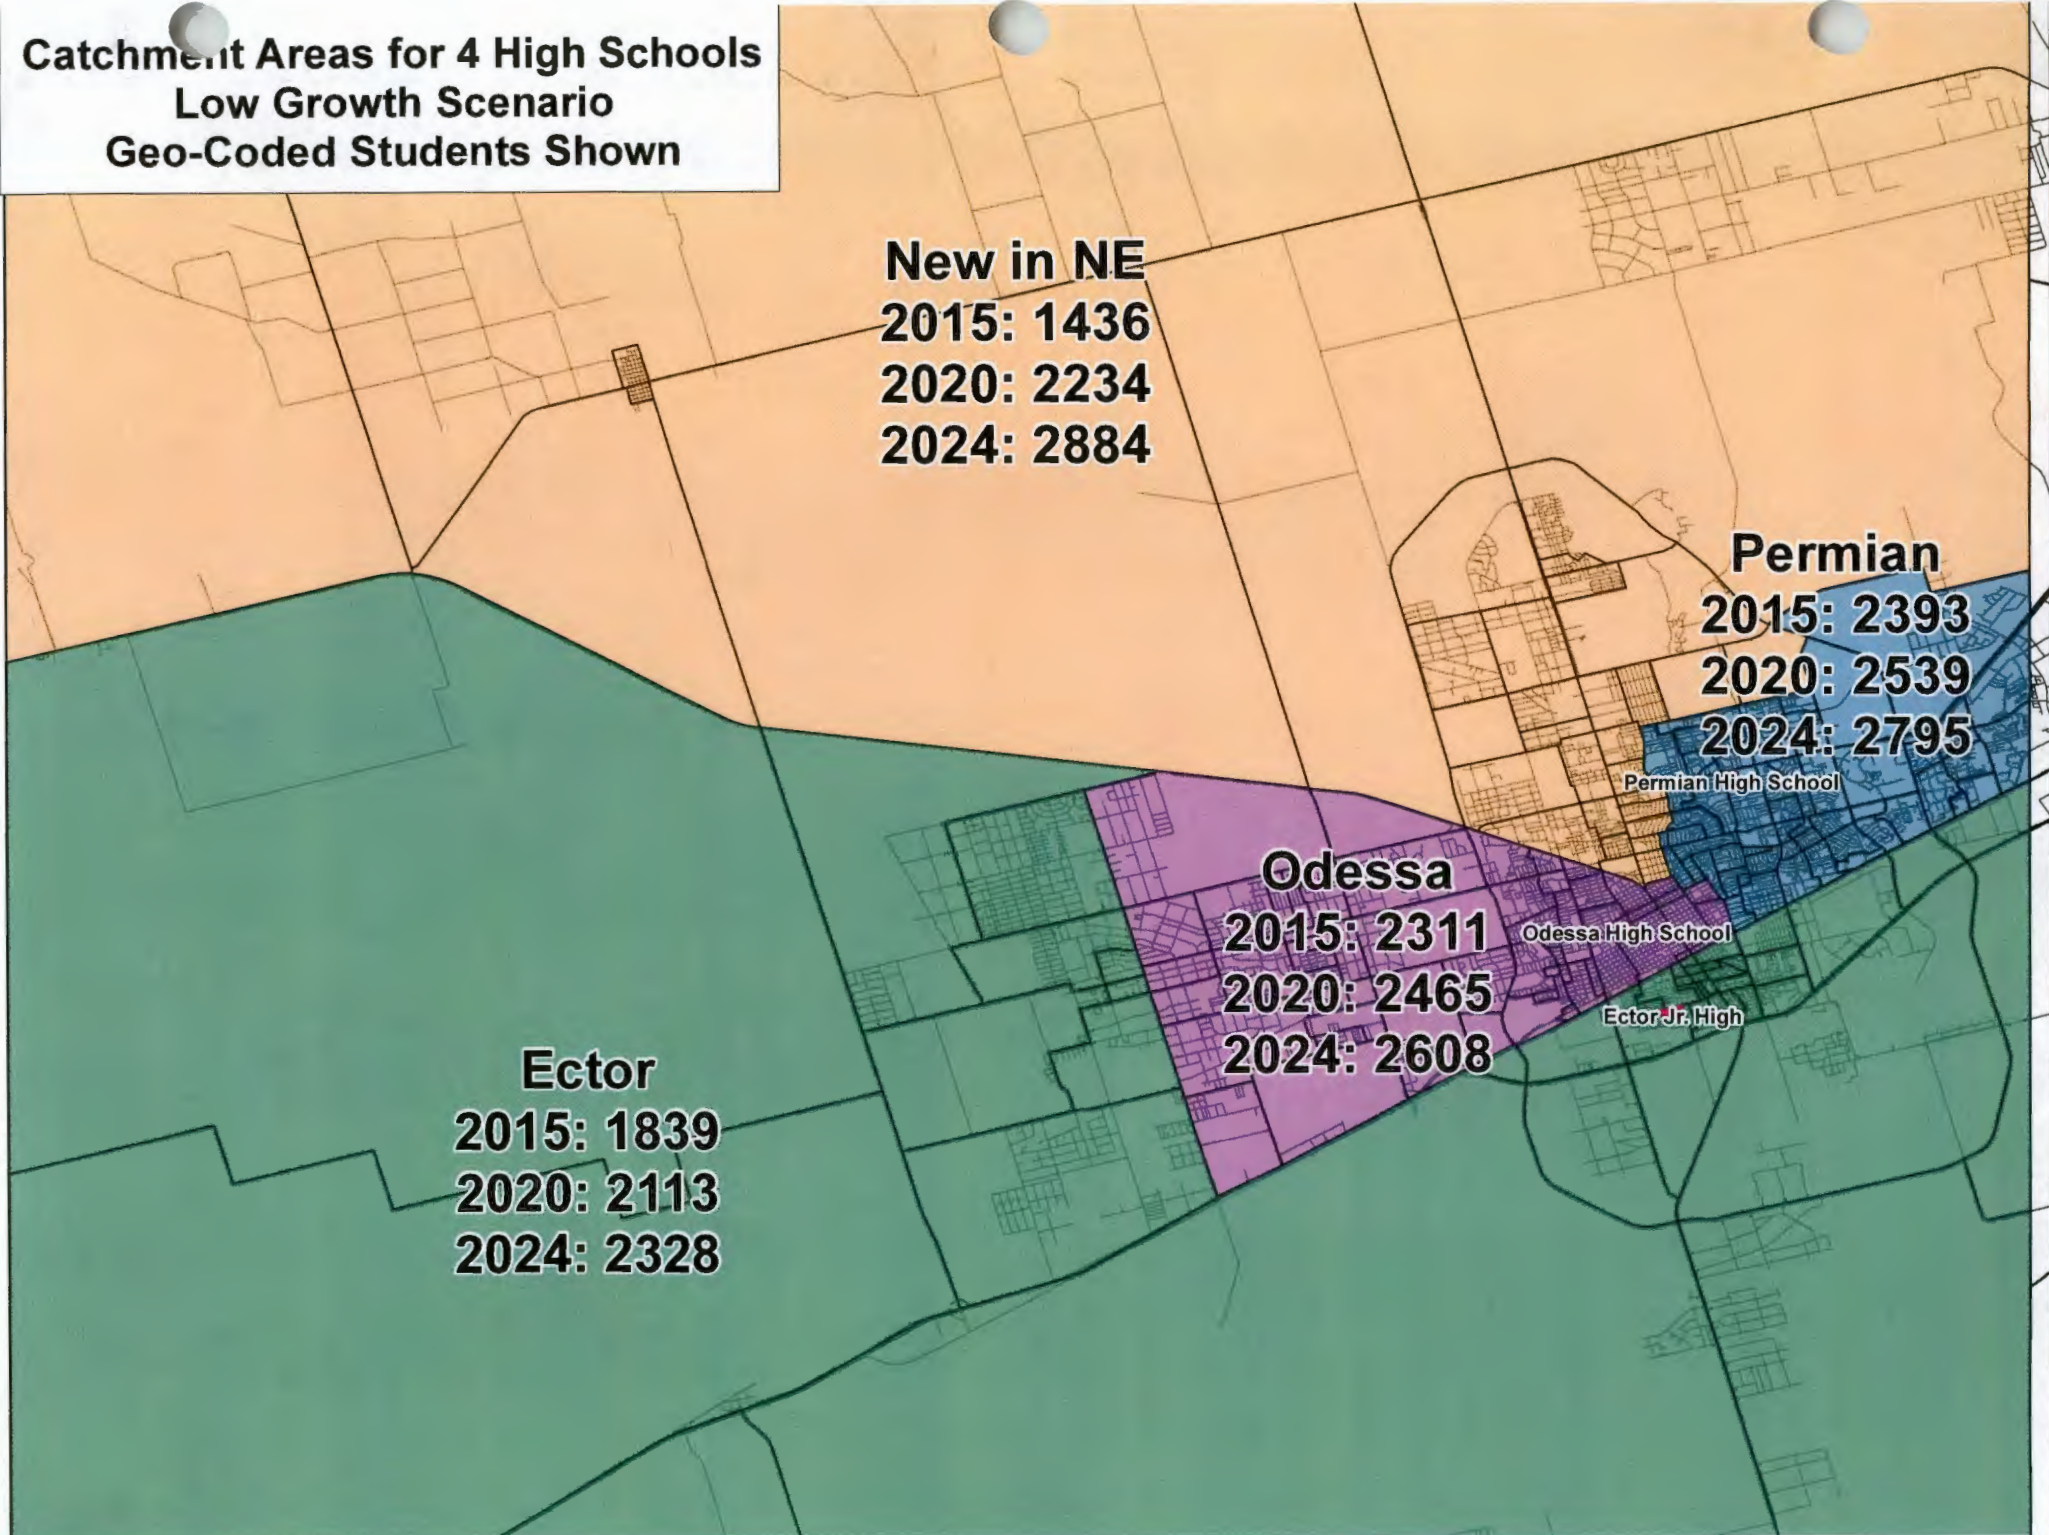 Catchment Areas for 4 High Schools
Low Growth Scenario
Geo-Coded Students Shown
New in NE
2015: 1436
2020: 2234
2024: 2884
Permian
2015: 2393
2020: 2539
2024: 2795
Permian High School
Odessa
2015: 2311
2020: 2465
2024: 2608
Odessa High School
Ector Jr. High
Ector
2015: 1839
2020: 2113
2024: 2328